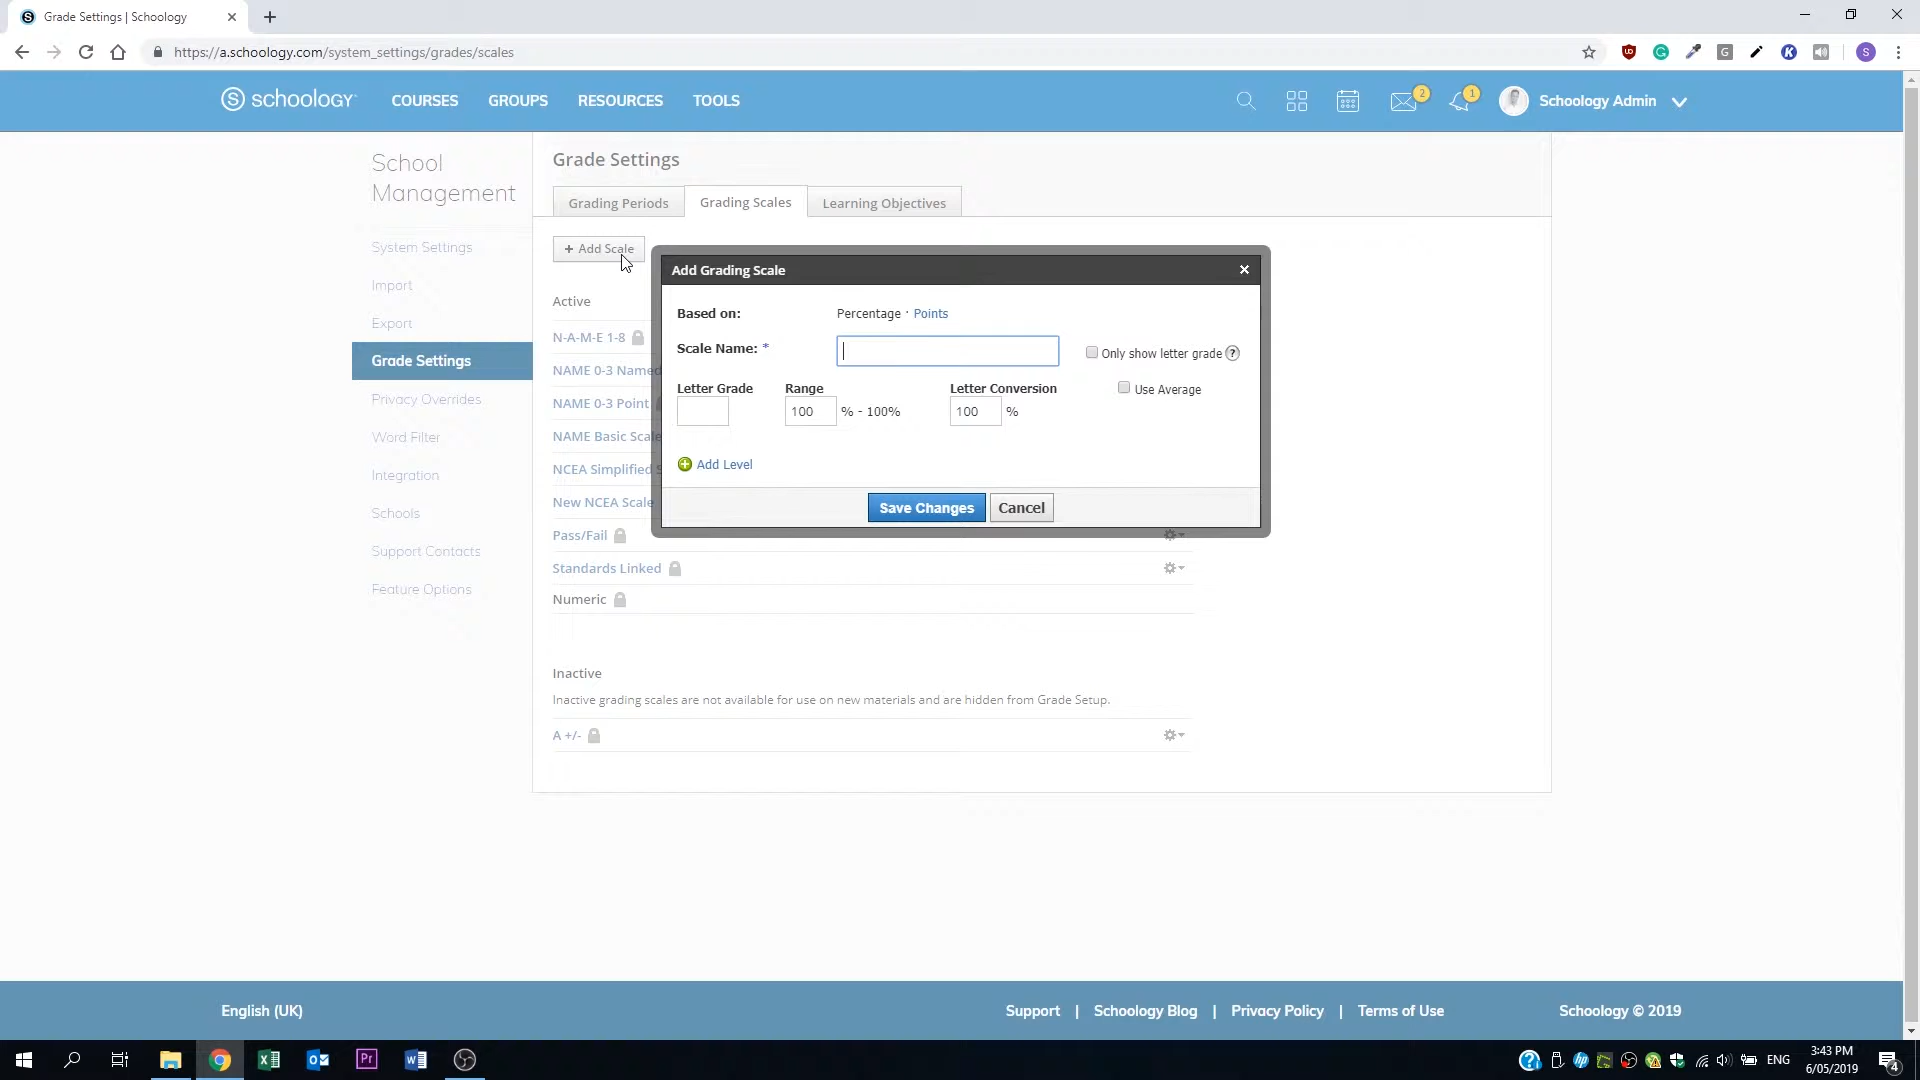 Grade Settings | Schoology
https://a.schoology.com/system_settings/grades/scales
S schoology COURSES GROUPS RESOURCES TOOLS 2 1 Schoology Admin
School
Management
System Settings
Import
Export
Grade Settings
Privacy Overrides
Word Filter
Integration
Schools
Support Contacts
Feature Options
Grade Settings
Grading Periods Grading Scales Learning Objectives
+ Add Scale
Active
N-A-M-E 1-8
NAME 0-3 Named
NAME 0-3 Point
NAME Basic Scale
NCEA Simplified
New NCEA Scale
Pass/Fail
Standards Linked
Numeric
Inactive
Inactive grading scales are not available for use on new materials and are hidden from Grade Setup.
A +/-
Add Grading Scale
Based on: Percentage · Points
Scale Name: * Only show letter grade ?
Letter Grade Range Letter Conversion Use Average
100 % - 100% 100 %
Add Level
Save Changes Cancel
English (UK) Support | Schoology Blog | Privacy Policy | Terms of Use Schoology © 2019
ENG 3:43 PM
6/05/2019
4